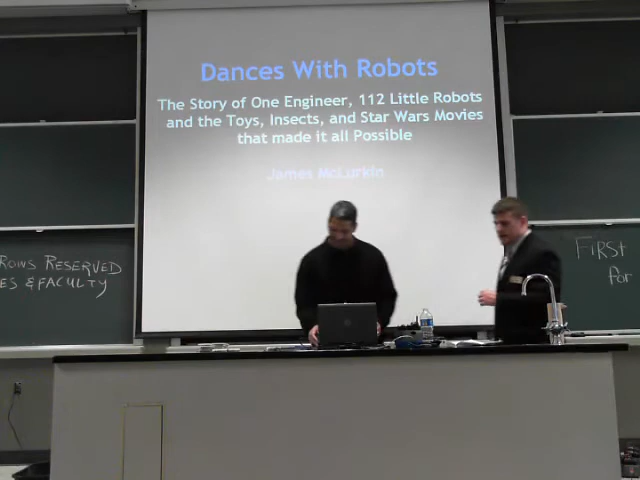 Dances With Robots
The Story of One Engineer, 112 Little Robots
and the Toys, Insects, and Star Wars Movies
that made it all Possible
James McLurkin
ROWS RESERVED
&FACULTY
FIRST
for